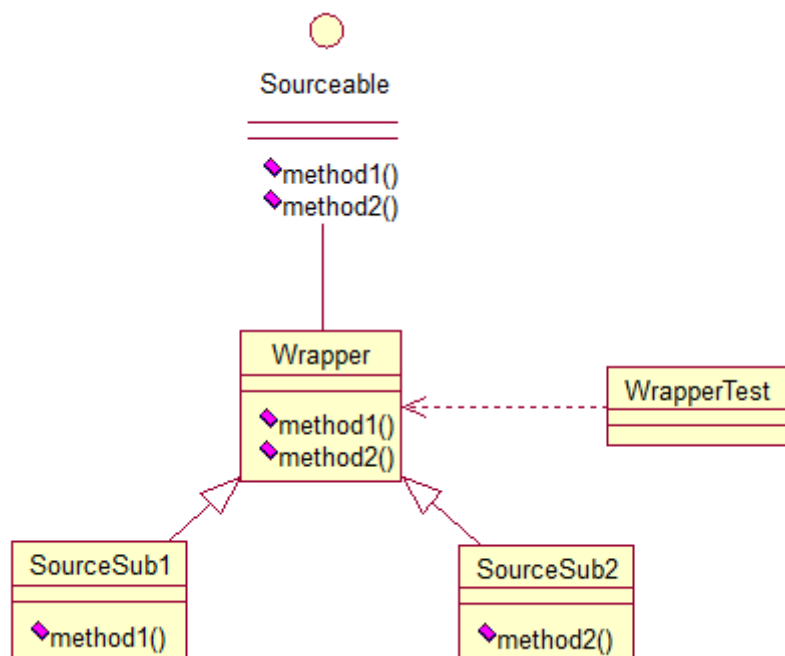 Sourceable
method1()
method2()
Wrapper
method1()
method2()
WrapperTest
SourceSub1
method1()
SourceSub2
method2()